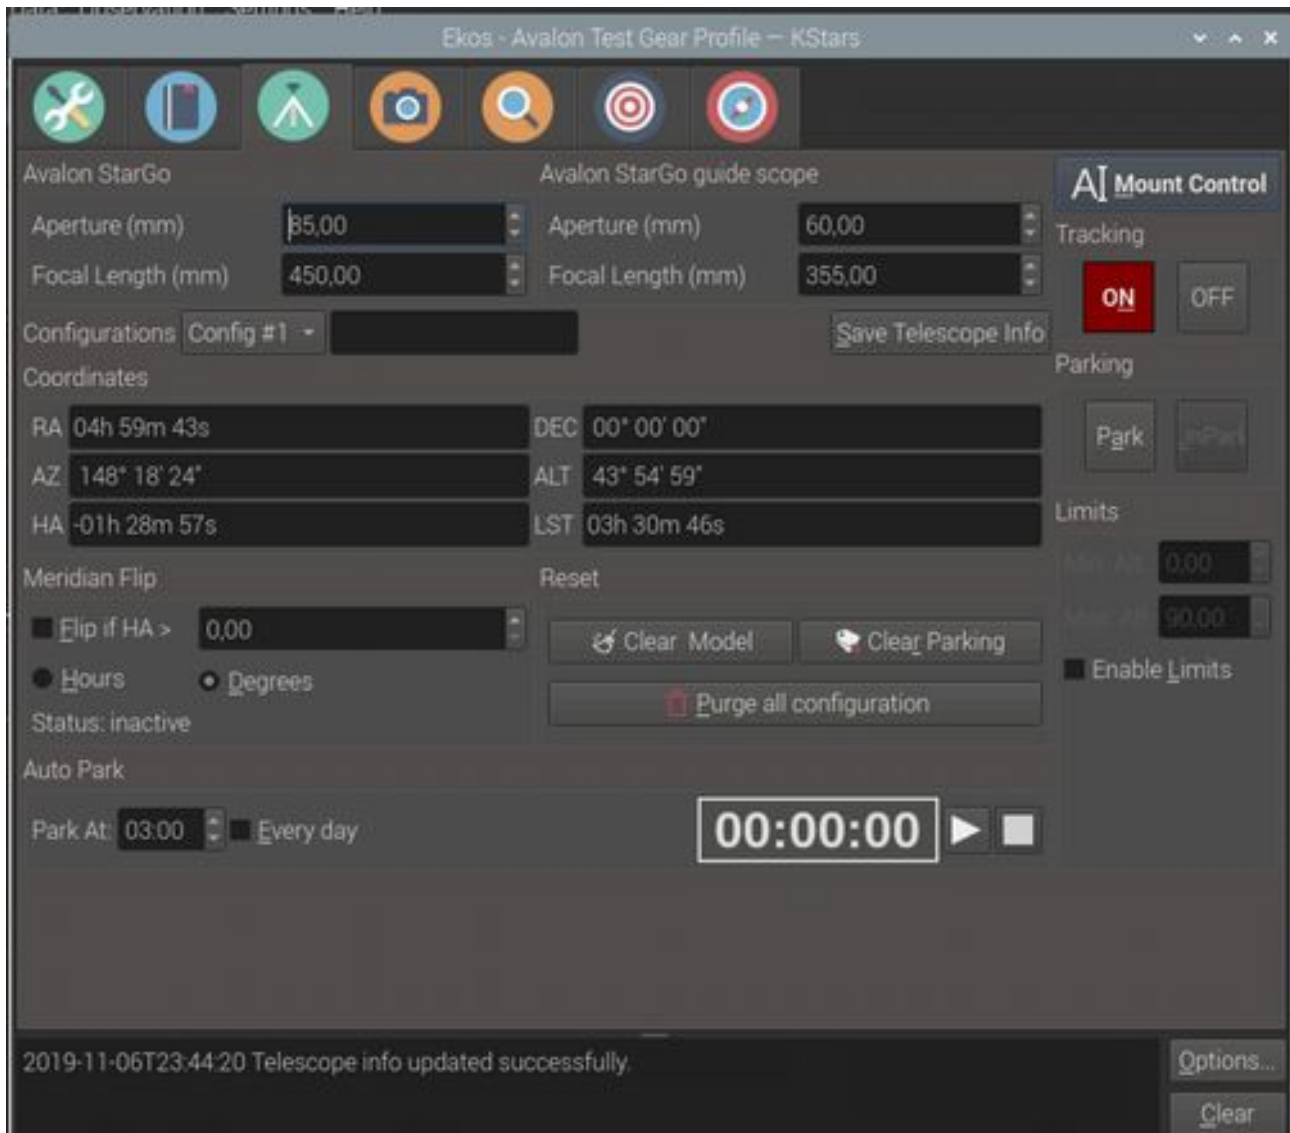 Ekos - Avalon Test Gear Profile — KStars
Avalon StarGo
Avalon StarGo guide scope
Mount Control
Aperture (mm) 85,00
Aperture (mm) 60,00
Focal Length (mm) 450,00
Focal Length (mm) 355,00
Tracking
ON OFF
Configurations Config #1
Save Telescope Info
Parking
Park
Coordinates
RA 04h 59m 43s
DEC 00° 00' 00"
AZ 148° 18' 24"
ALT 43° 54' 59"
HA -01h 28m 57s
LST 03h 30m 46s
Limits
0,00
90,00
Enable Limits
Meridian Flip
Flip if HA > 0,00
Hours Degrees
Status: inactive
Reset
Clear Model Clear Parking
Purge all configuration
Auto Park
Park At: 03:00 Every day
00:00:00
2019-11-06T23:44:20 Telescope info updated successfully.
Options...
Clear